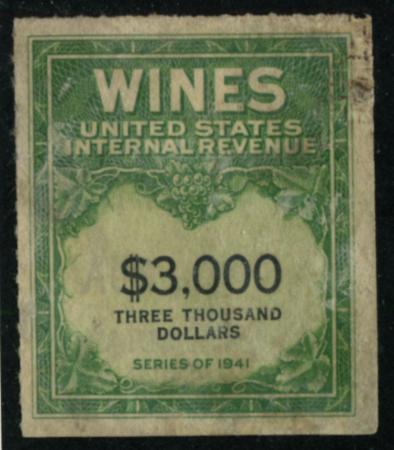 WINES
UNITED STATES
INTERNAL REVENUE
$3,000
THREE THOUSAND
DOLLARS
SERIES OF 1941